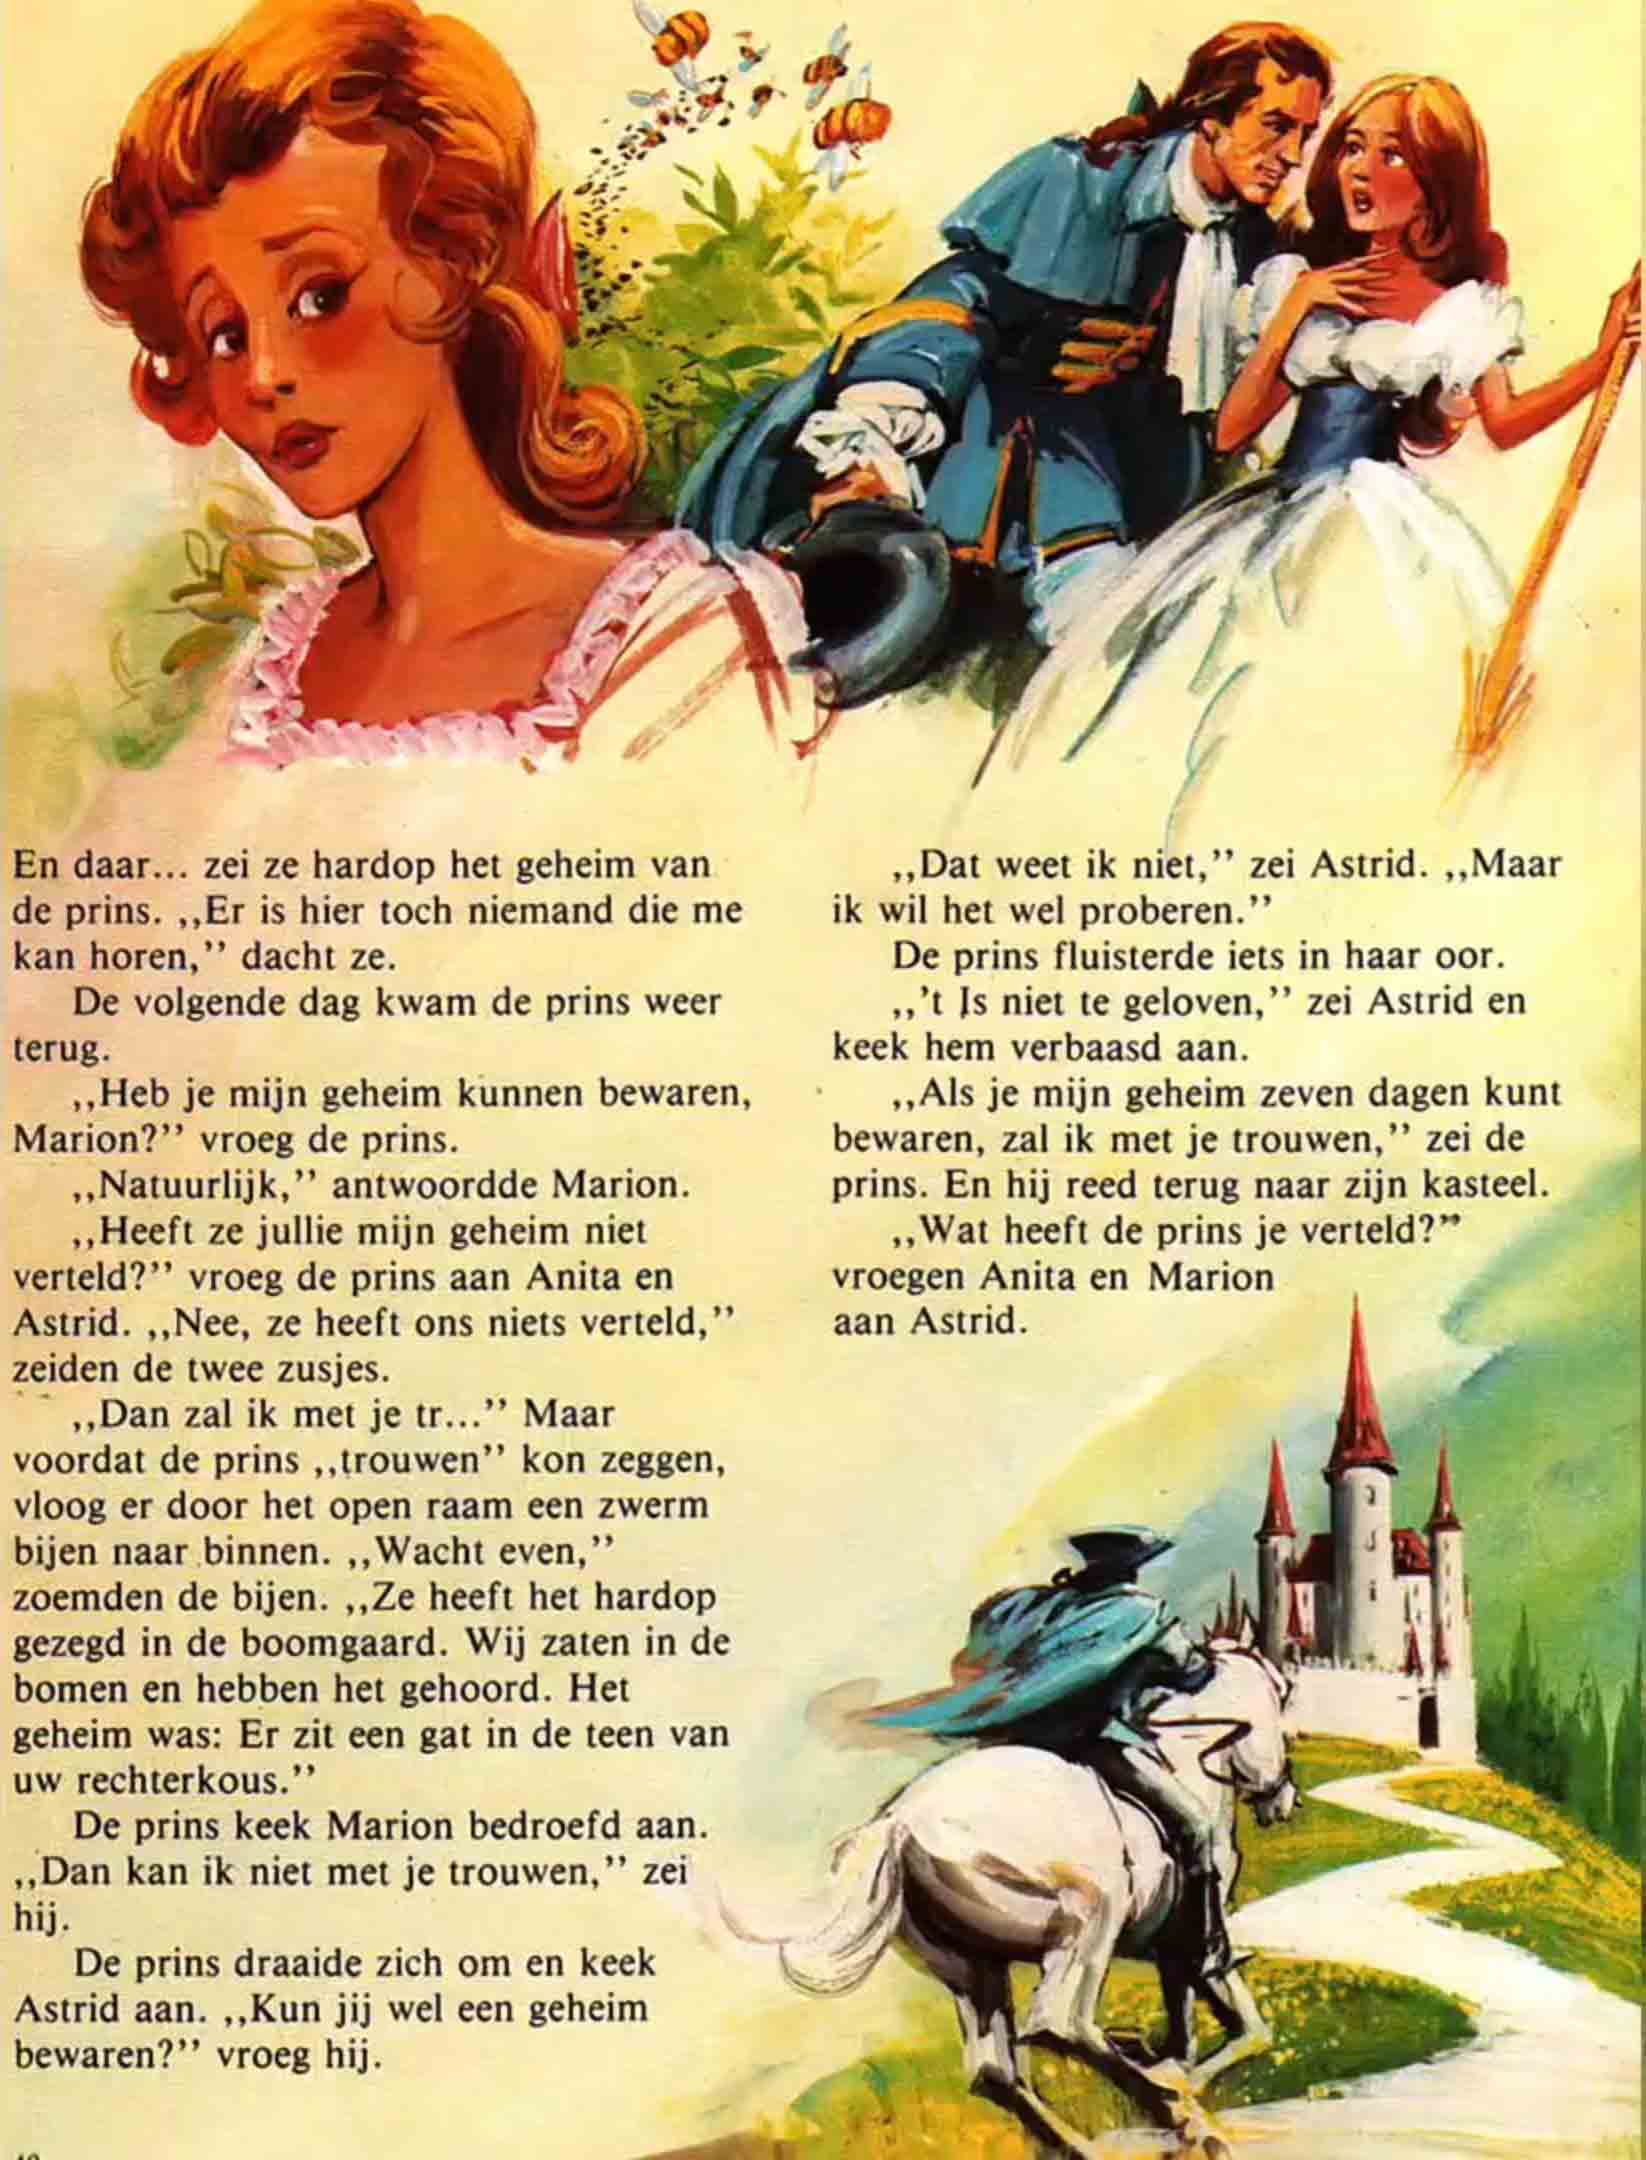 En daar... zei ze hardop het geheim van
de prins. ,,Er is hier toch niemand die me
kan horen,’’ dacht ze.
De volgende dag kwam de prins weer
terug.
,,Heb je mijn geheim kunnen bewaren,
Marion?’’ vroeg de prins.
,,Natuurlijk,’’ antwoordde Marion.
,,Heeft ze jullie mijn geheim niet
verteld?’’ vroeg de prins aan Anita en
Astrid. ,,Nee, ze heeft ons niets verteld,’’
zeiden de twee zusjes.
,,Dan zal ik met je tr...’’ Maar
voordat de prins ,,trouwen’’ kon zeggen,
vloog er door het open raam een zwerm
bijen naar binnen. ,,Wacht even,’’
zoemden de bijen. ,,Ze heeft het hardop
gezegd in de boomgaard. Wij zaten in de
bomen en hebben het gehoord. Het
geheim was: Er zit een gat in de teen van
uw rechterkous.’’
De prins keek Marion bedroefd aan.
,,Dan kan ik niet met je trouwen,’’ zei
hij.
De prins draaide zich om en keek
Astrid aan. ,,Kun jij wel een geheim
bewaren?’’ vroeg hij.
,,Dat weet ik niet,’’ zei Astrid. ,,Maar
ik wil het wel proberen.’’
De prins fluisterde iets in haar oor.
,,’t Is niet te geloven,’’ zei Astrid en
keek hem verbaasd aan.
,,Als je mijn geheim zeven dagen kunt
bewaren, zal ik met je trouwen,’’ zei de
prins. En hij reed terug naar zijn kasteel.
,,Wat heeft de prins je verteld?’’
vroegen Anita en Marion
aan Astrid.